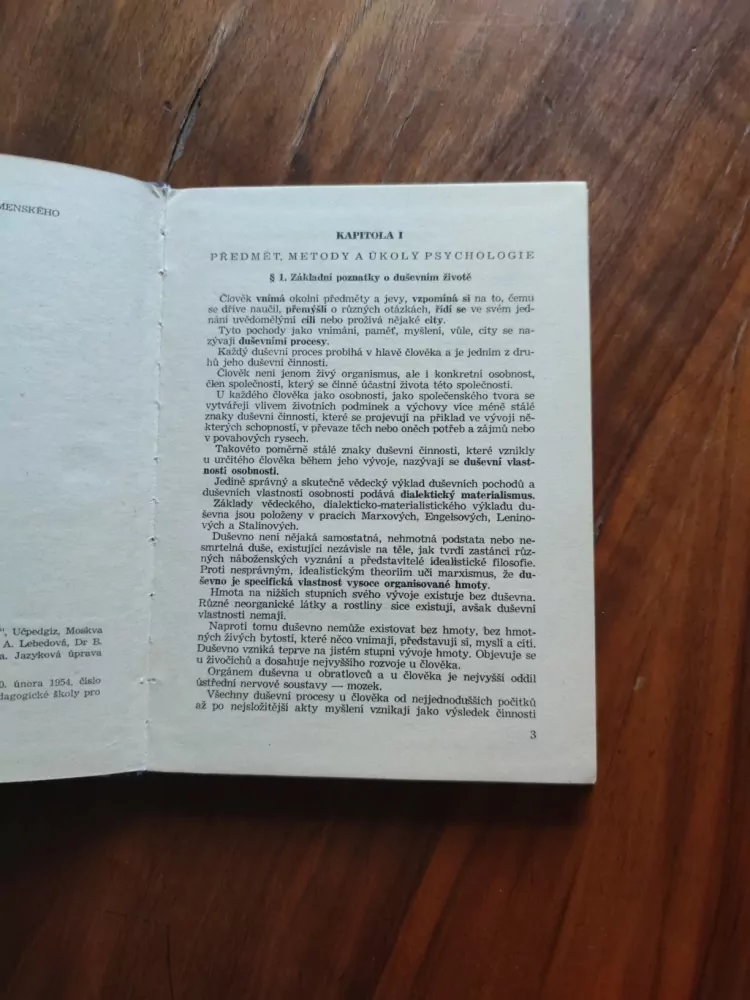 MENSKÉHO
", Učpedgiz, Moskva
A. Lebedová, Dr B.
a. Jazyková úprava
0. února 1954, číslo
dagogické školy pro
KAPITOLA I
PŘEDMĚT, METODY A ÚKOLY PSYCHOLOGIE
§ 1. Základní poznatky o duševním životě
Člověk vnímá okolní předměty a jevy, vzpomíná si na to, čemu
se dříve naučil, přemýšlí o různých otázkách, řídí se ve svém jed-
nání uvědomělými cíli nebo prožívá nějaké city.
Tyto pochody jako vnímání, paměť, myšlení, vůle, city se na-
zývají duševními procesy.
Každý duševní proces probíhá v hlavě člověka a je jedním z dru-
hů jeho duševní činnosti.
Člověk není jenom živý organismus, ale i konkretní osobnost,
člen společnosti, který se činně účastní života této společnosti.
U každého člověka jako osobnosti, jako společenského tvora se
vytvářejí vlivem životních podmínek a výchovy více méně stálé
znaky duševní činnosti, které se projevují na příklad ve vývoji ně-
kterých schopností, v převaze těch nebo oněch potřeb a zájmů nebo
v povahových rysech.
Takovéto poměrně stálé znaky duševní činnosti, které vznikly
u určitého člověka během jeho vývoje, nazývají se duševní vlast-
nosti osobnosti.
Jedině správný a skutečně vědecký výklad duševních pochodů a
duševních vlastností osobnosti podává dialektický materialismus.
Základy vědeckého, dialekticko-materialistického výkladu du-
ševna jsou položeny v pracích Marxových, Engelsových, Lenino-
vých a Stalinových.
Duševno není nějaká samostatná, nehmotná podstata nebo ne-
smrtelná duše, existující nezávisle na těle, jak tvrdí zastánci růz-
ných náboženských vyznání a představitelé idealistické filosofie.
Proti nesprávným, idealistickým theoriím učí marxismus, že du-
ševno je specifická vlastnost vysoce organisované hmoty.
Hmota na nižších stupních svého vývoje existuje bez duševna.
Různé neorganické látky a rostliny sice existují, avšak duševní
vlastnosti nemají.
Naproti tomu duševno nemůže existovat bez hmoty, bez hmot-
ných živých bytostí, které něco vnímají, představují si, myslí a cítí.
Duševno vzniká teprve na jistém stupni vývoje hmoty. Objevuje se
u živočichů a dosahuje nejvyššího rozvoje u člověka.
Orgánem duševna u obratlovců a u člověka je nejvyšší oddíl
ústřední nervové soustavy — mozek.
Všechny duševní procesy u člověka od nejjednodušších počitků
až po nejsložitější akty myšlení vznikají jako výsledek činnosti
3